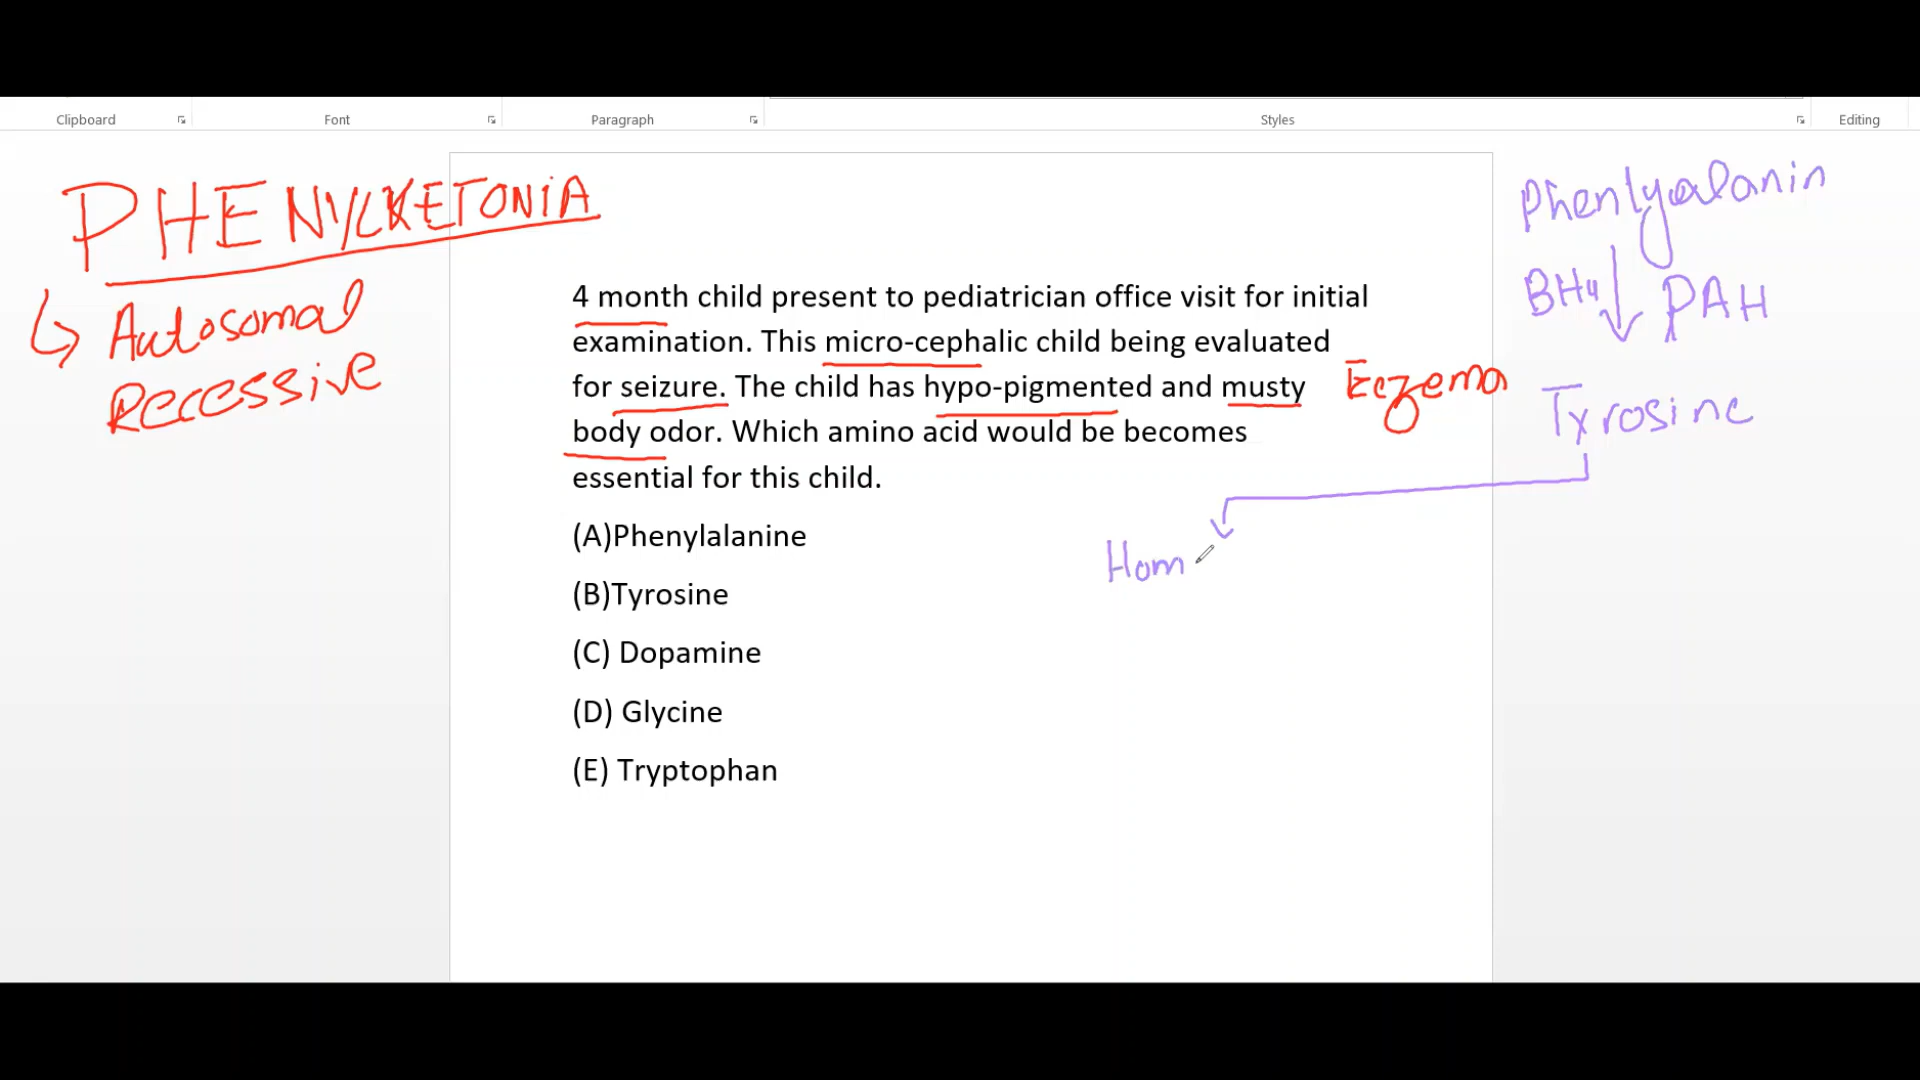 Clipboard
Font
Paragraph
Styles
Editing
PHENYLKETONIA
Autosomal
Recessive
4 month child present to pediatrician office visit for initial
examination. This micro-cephalic child being evaluated
for seizure. The child has hypo-pigmented and musty
body odor. Which amino acid would be becomes
essential for this child.
(A)Phenylalanine
(B)Tyrosine
(C) Dopamine
(D) Glycine
(E) Tryptophan
Eczema
Phenlyalanin
BH4 PAH
Tyrosine
Hom